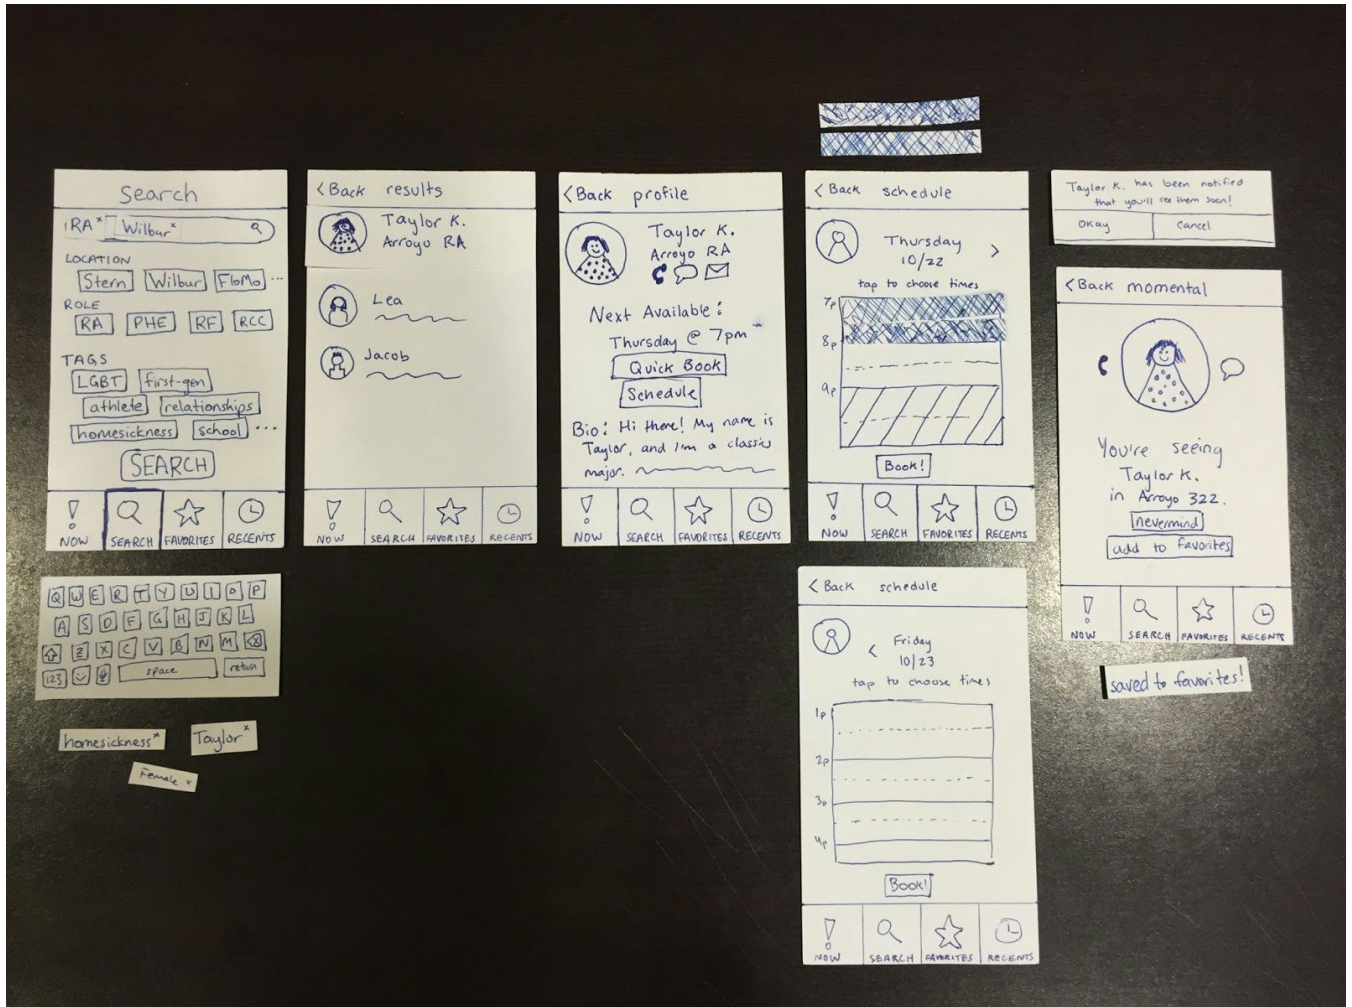 Search
RA x Wilbur x
LOCATION
Stern Wilbur FloMo ...
ROLE
RA PHE RF RCC
TAGS
LGBT first-gen
athlete relationships
homesickness school ...
SEARCH
NOW SEARCH FAVORITES RECENTS
Q W E R T Y U I O P
A S D F G H J K L
Z X C V B N M
123 space return
homesickness x
Taylor x
Female x
< Back results
Taylor K.
Arroyo RA
Lea
Jacob
NOW SEARCH FAVORITES RECENTS
< Back profile
Taylor K.
Arroyo RA
Next Available:
Thursday @ 7pm
Quick Book
Schedule
Bio: Hi there! My name is
Taylor, and I'm a classics
major.
NOW SEARCH FAVORITES RECENTS
< Back schedule
Thursday >
10/22
tap to choose times
7p
8p
9p
Book!
NOW SEARCH FAVORITES RECENTS
< Back schedule
< Friday
10/23
tap to choose times
1p
2p
3p
4p
Book!
NOW SEARCH FAVORITES RECENTS
Taylor K. has been notified
that you'll see them soon!
Okay Cancel
< Back momental
You're seeing
Taylor K.
in Arroyo 322.
nevermind
add to favorites
NOW SEARCH FAVORITES RECENTS
saved to favorites!